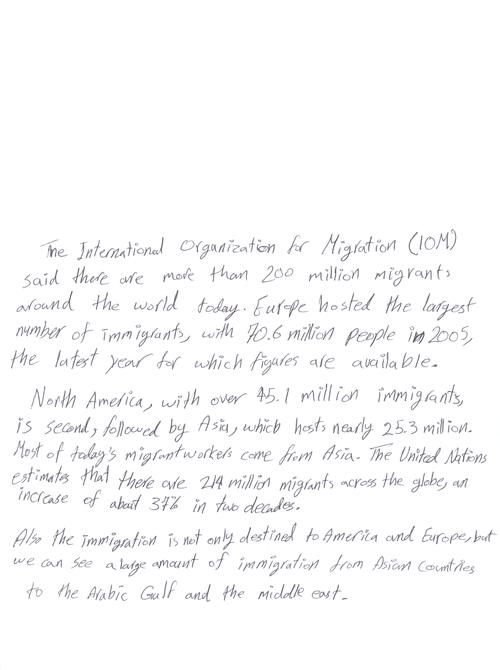 The International Organization for Migration (IOM)
said there are more than 200 million migrants
around the world today. Europe hosted the largest
number of immigrants, with 70.6 million people in 2005,
the latest year for which figures are available.
North America, with over 45.1 million immigrants,
is second, followed by Asia, which hosts nearly 25.3 million.
Most of today's migrant workers come from Asia. The United Nations
estimates that there are 214 million migrants across the globe, an
increase of about 37% in two decades.
Also the immigration is not only destined to America and Europe, but
we can see a large amount of immigration from Asian countries
to the Arabic Gulf and the middle east.